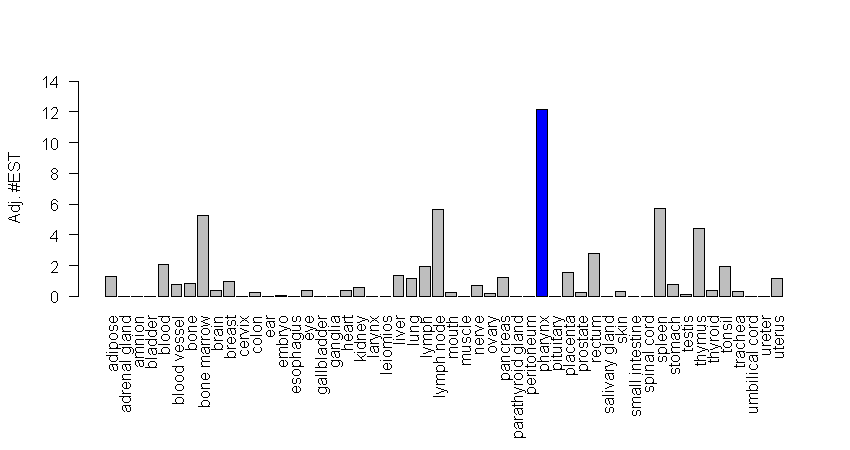 Adj. #EST
14
12
10
8
6
4
2
0
adipose
adrenal gland
amnion
bladder
blood
blood vessel
bone
bone marrow
brain
breast
cervix
colon
ear
embryo
esophagus
eye
gallbladder
ganglia
heart
kidney
larynx
leiomios
liver
lung
lymph
lymph node
mouth
muscle
nerve
ovary
pancreas
parathyroid gland
peritoneum
pharynx
pituitary
placenta
prostate
rectum
salivary gland
skin
small intestine
spinal cord
spleen
stomach
testis
thymus
thyroid
tonsil
trachea
umbilical cord
ureter
uterus